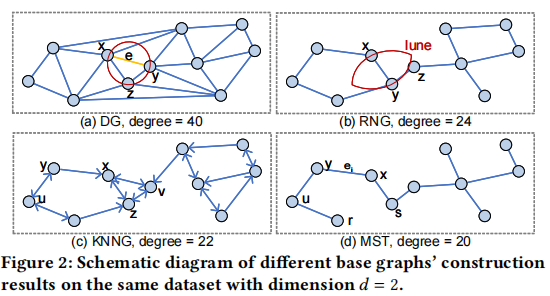 x e y z
(a) DG, degree = 40
x lune z y
(b) RNG, degree = 24
y x u v z
(c) KNNG, degree = 22
y eᵢ x u s r
(d) MST, degree = 20
Figure 2: Schematic diagram of different base graphs' construction
results on the same dataset with dimension d = 2.